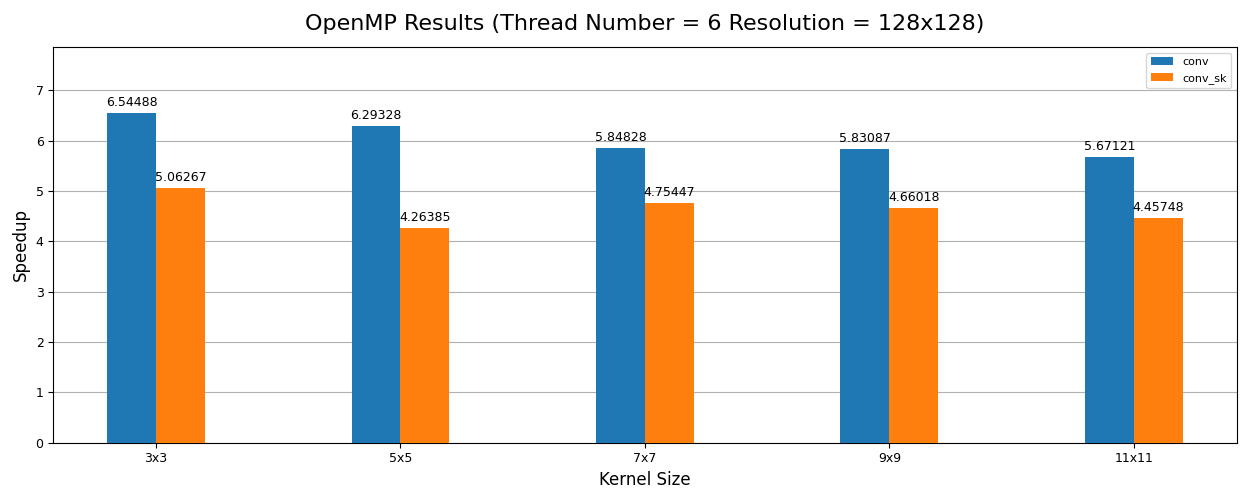 OpenMP Results (Thread Number = 6 Resolution = 128x128)
conv
conv_sk
7
6
5
4
3
2
1
0
Speedup
6.54488
5.06267
6.29328
4.26385
5.84828
4.75447
5.83087
4.66018
5.67121
4.45748
3x3
5x5
7x7
9x9
11x11
Kernel Size